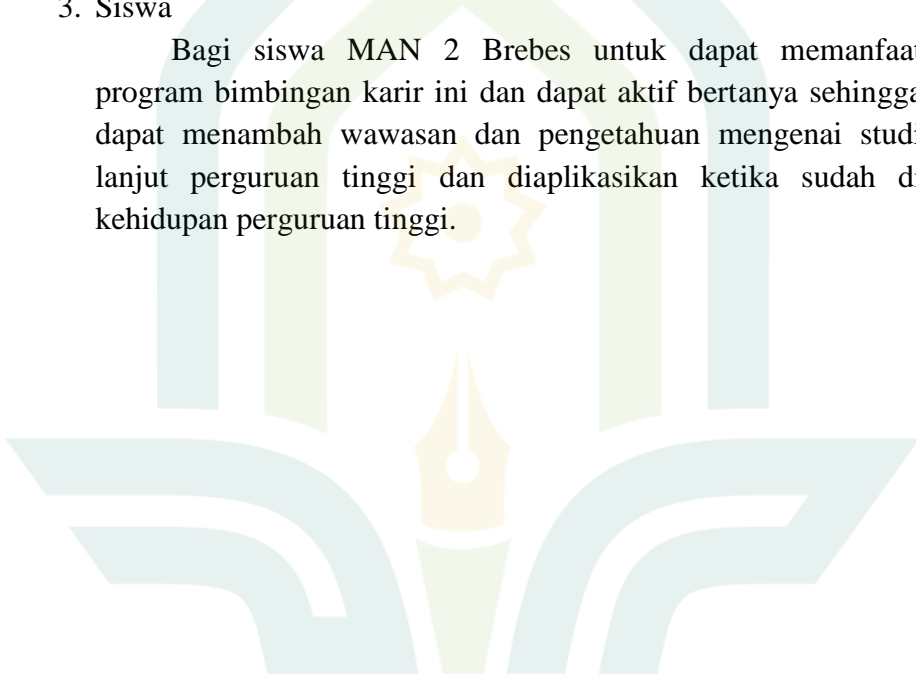 3. Siswa
Bagi siswa MAN 2 Brebes untuk dapat memanfaat
program bimbingan karir ini dan dapat aktif bertanya sehingga
dapat menambah wawasan dan pengetahuan mengenai studi
lanjut perguruan tinggi dan diaplikasikan ketika sudah di
kehidupan perguruan tinggi.